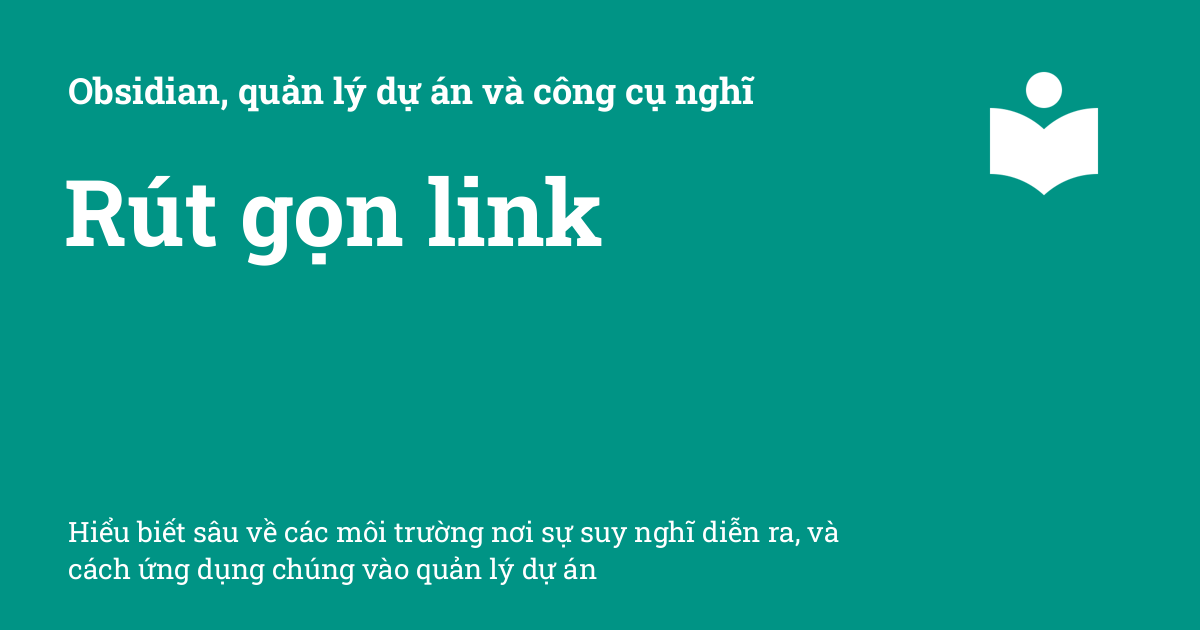 Obsidian, quản lý dự án và công cụ nghĩ
Rút gọn link
Hiểu biết sâu về các môi trường nơi sự suy nghĩ diễn ra, và
cách ứng dụng chúng vào quản lý dự án